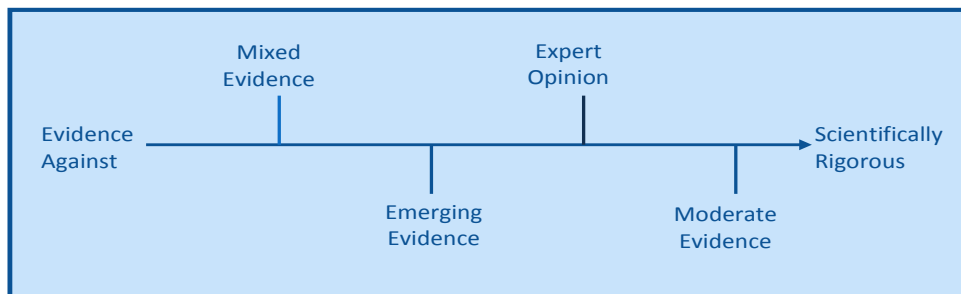 Mixed
Evidence
Expert
Opinion
Evidence
Against
Scientifically
Rigorous
Emerging
Evidence
Moderate
Evidence